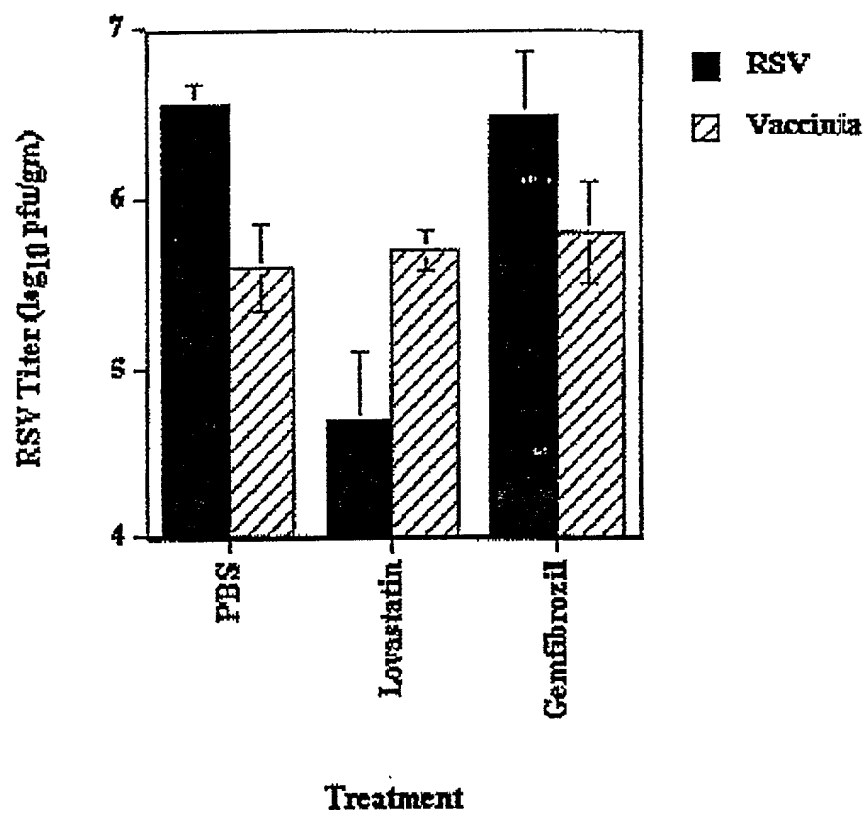 7
6
5
4
RSV Titer (log10 pfu/gm)
RSV
Vaccinia
PBS
Lovastatin
Gemfibrozil
Treatment